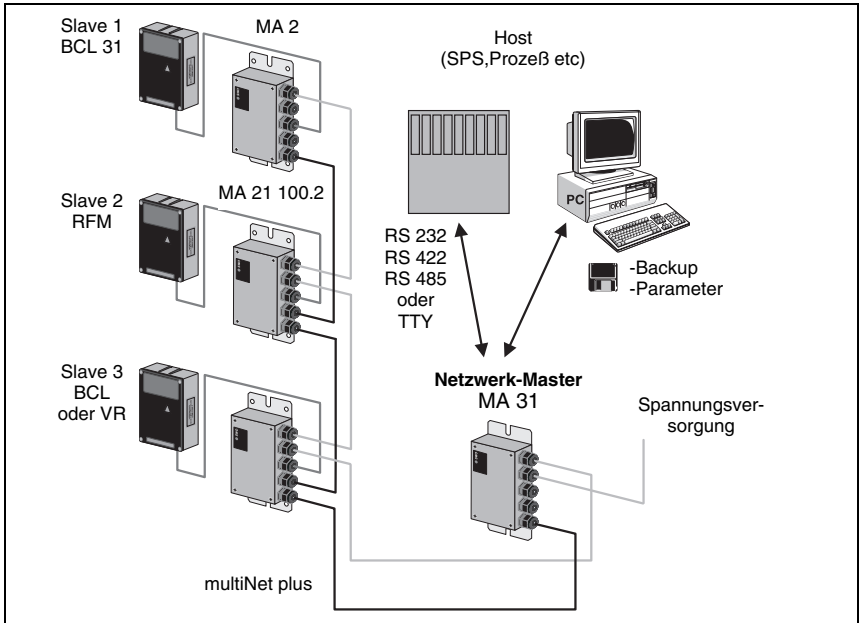 Slave 1
BCL 31
MA 2
Host
(SPS,Prozeß etc)
Slave 2
RFM
MA 21 100.2
PC
RS 232
RS 422
RS 485
oder
TTY
-Backup
-Parameter
Slave 3
BCL
oder VR
Netzwerk-Master
MA 31
Spannungsver-
sorgung
multiNet plus